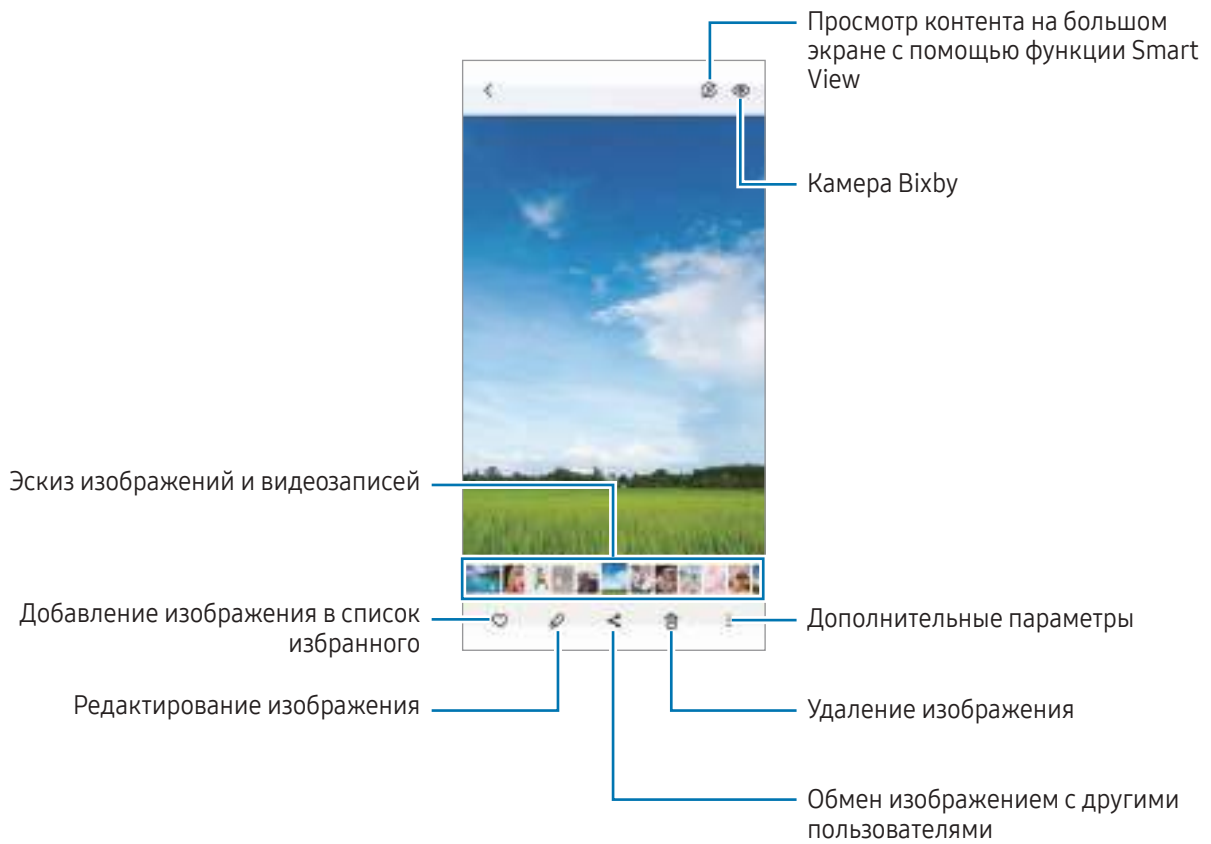 Просмотр контента на большом
экране с помощью функции Smart
View
Камера Bixby
Эскиз изображений и видеозаписей
Добавление изображения в список
избранного
Дополнительные параметры
Редактирование изображения
Удаление изображения
Обмен изображением с другими
пользователями